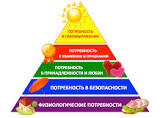 ПОТРЕБНОСТЬ
В САМОВЫРАЖЕНИИ
ПОТРЕБНОСТЬ
В УВАЖЕНИИ И ПРИЗНАНИИ
ПОТРЕБНОСТЬ
В ПРИНАДЛЕЖНОСТИ И ЛЮБВИ
ПОТРЕБНОСТЬ В БЕЗОПАСНОСТИ
ФИЗИОЛОГИЧЕСКИЕ ПОТРЕБНОСТИ